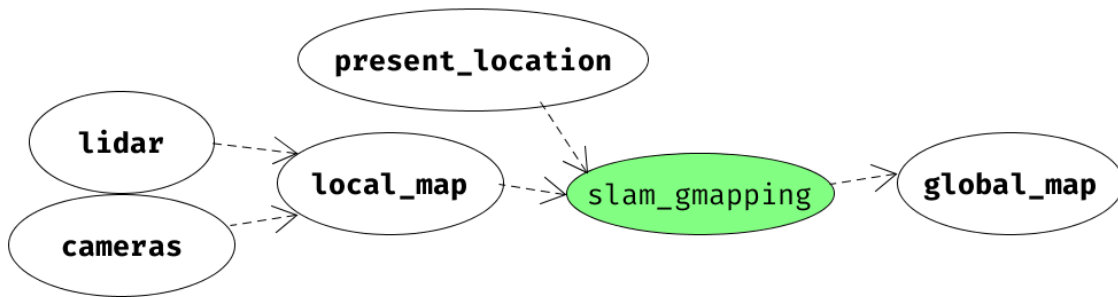 present_location
lidar
local_map
slam_gmapping
global_map
cameras